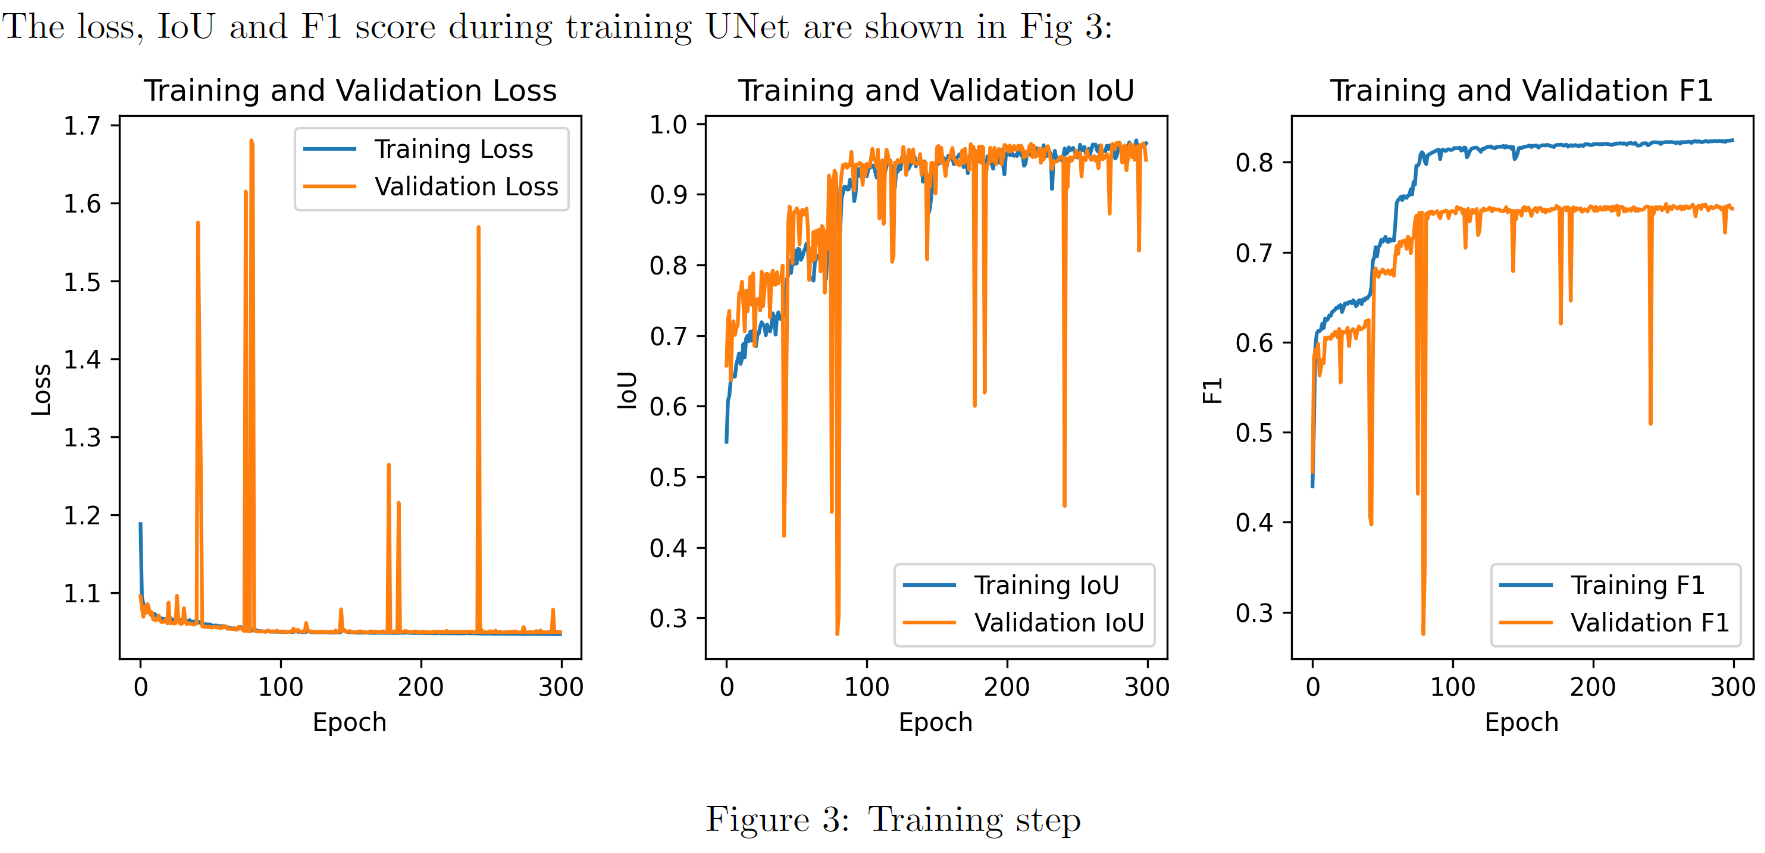 The loss, IoU and F1 score during training UNet are shown in Fig 3:
Training and Validation Loss
1.7
1.6
1.5
1.4
1.3
1.2
1.1
Loss
Training Loss
Validation Loss
0 100 200 300
Epoch
Training and Validation IoU
1.0
0.9
0.8
0.7
0.6
0.5
0.4
0.3
IoU
Training IoU
Validation IoU
0 100 200 300
Epoch
Training and Validation F1
0.8
0.7
0.6
0.5
0.4
0.3
F1
Training F1
Validation F1
0 100 200 300
Epoch
Figure 3: Training step